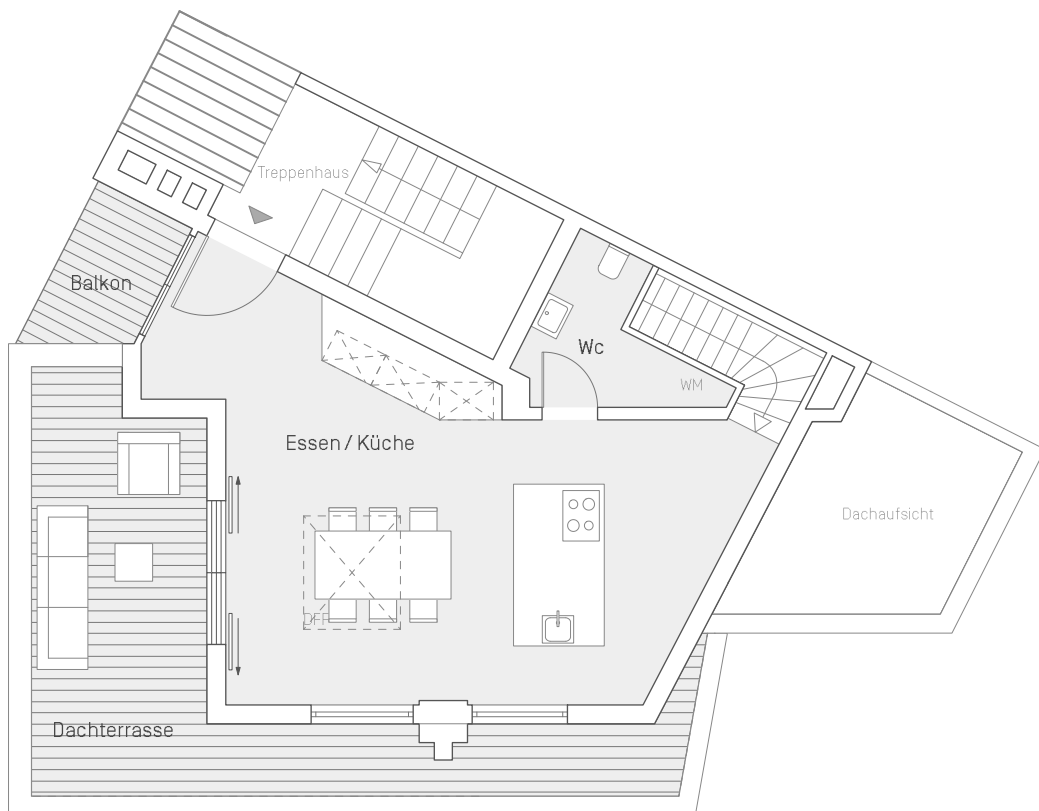 Treppenhaus
Balkon
Wc
WM
Essen / Küche
Dachaufsicht
DFF
Dachterrasse